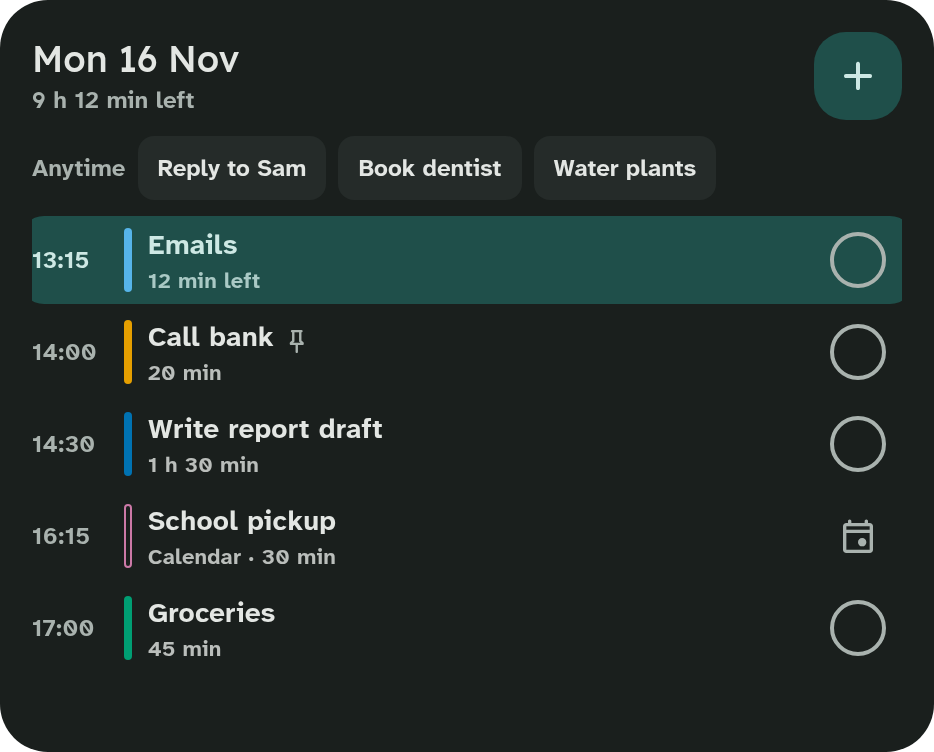 Mon 16 Nov
9 h 12 min left
Anytime Reply to Sam Book dentist Water plants
13:15 Emails
12 min left
14:00 Call bank
20 min
14:30 Write report draft
1 h 30 min
16:15 School pickup
Calendar · 30 min
17:00 Groceries
45 min